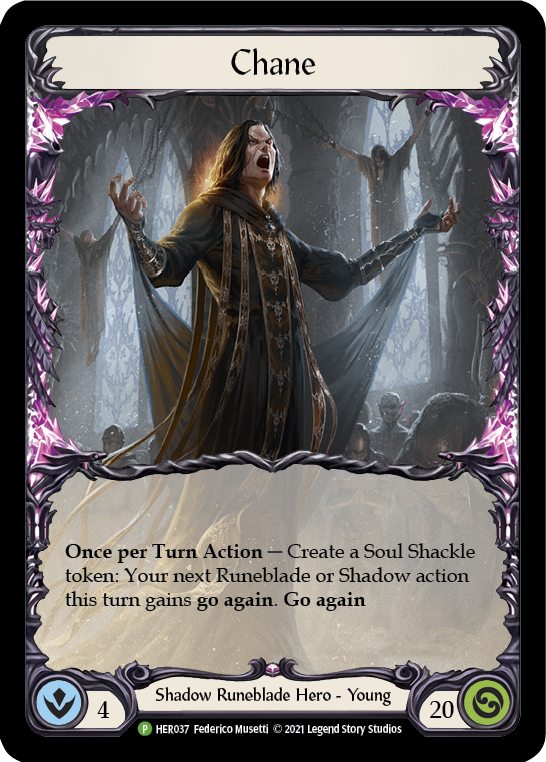 Chane
Once per Turn Action — Create a Soul Shackle
token: Your next Runeblade or Shadow action
this turn gains go again. Go again
Shadow Runeblade Hero - Young
4
20
P HER037 Federico Musetti © 2021 Legend Story Studios